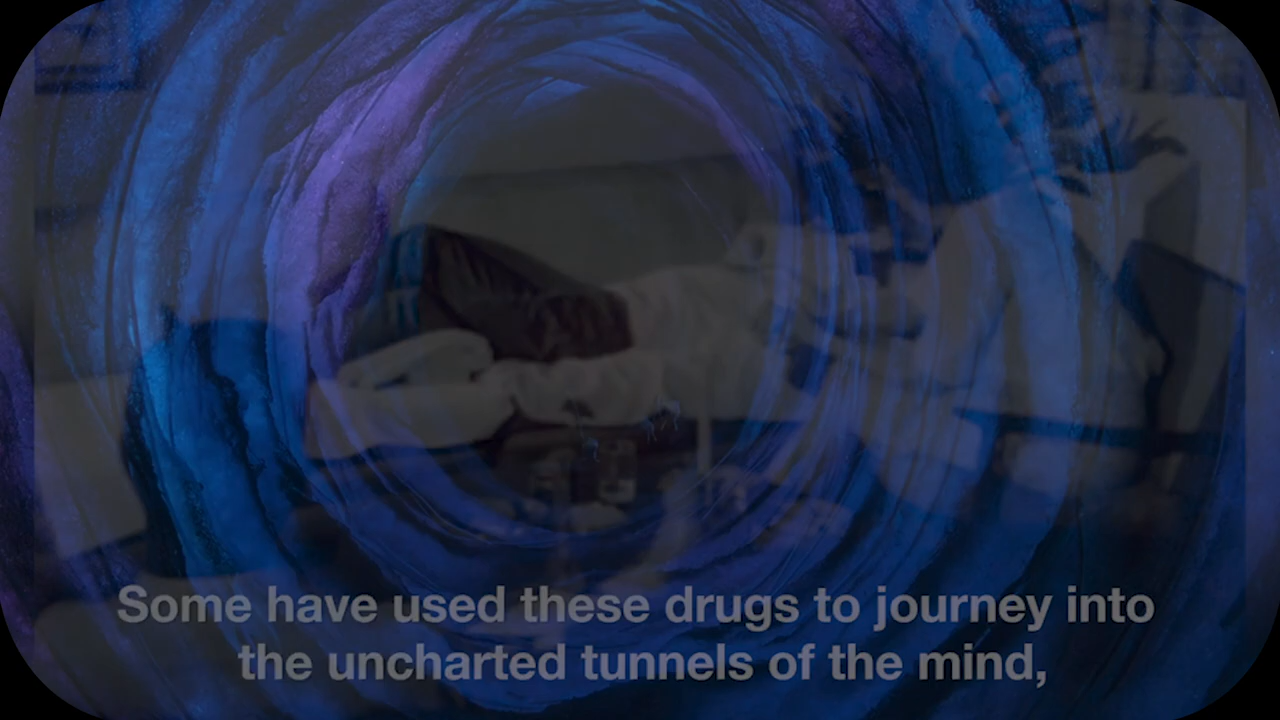 Some have used these drugs to journey into
the uncharted tunnels of the mind,